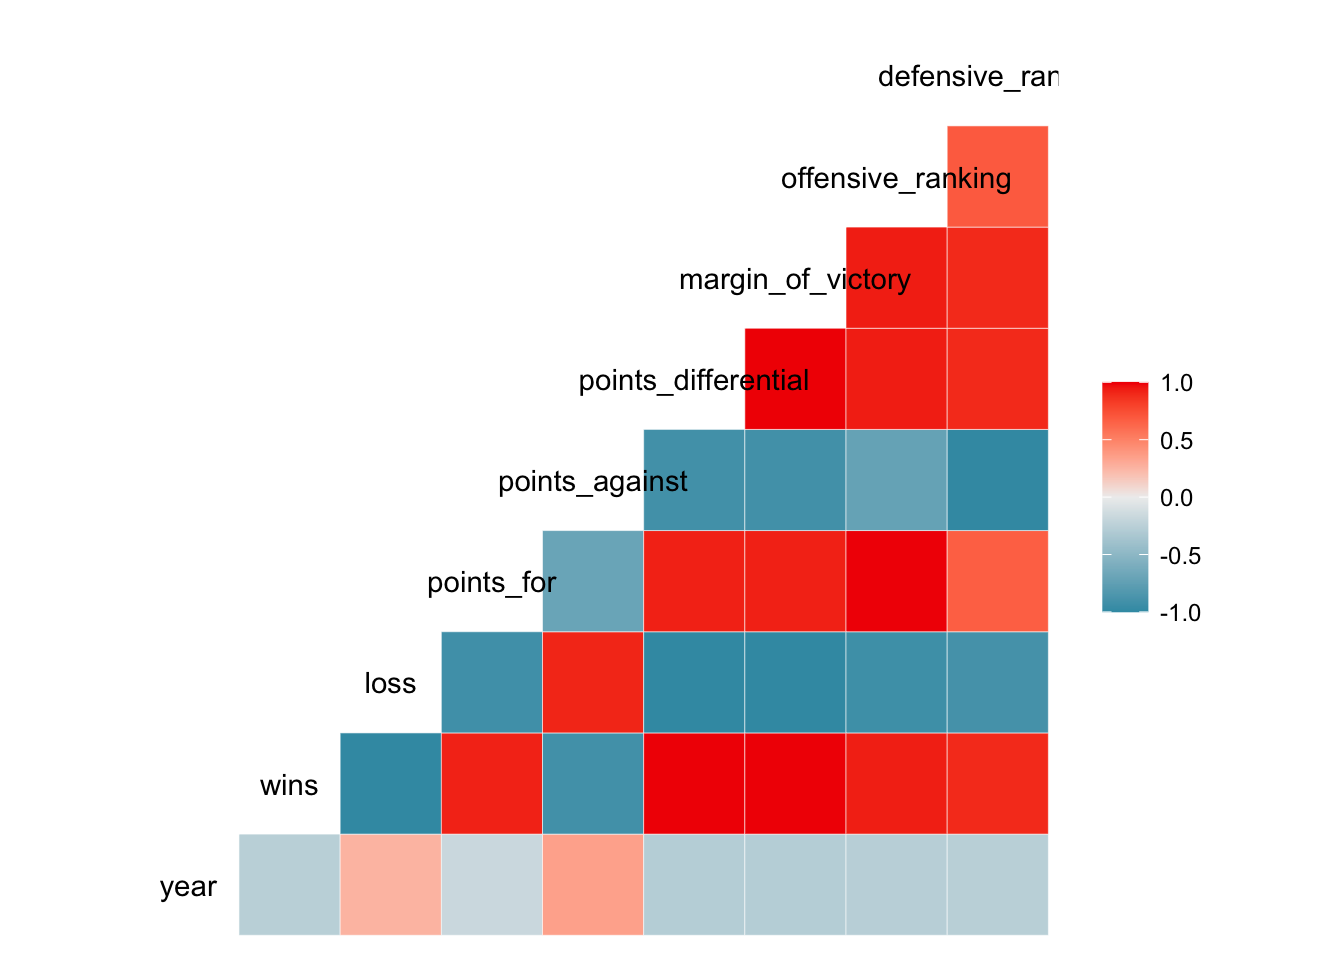 defensive_ran
offensive_ranking
margin_of_victory
points_differential
points_against
points_for
loss
wins
year
1.0
0.5
0.0
-0.5
-1.0